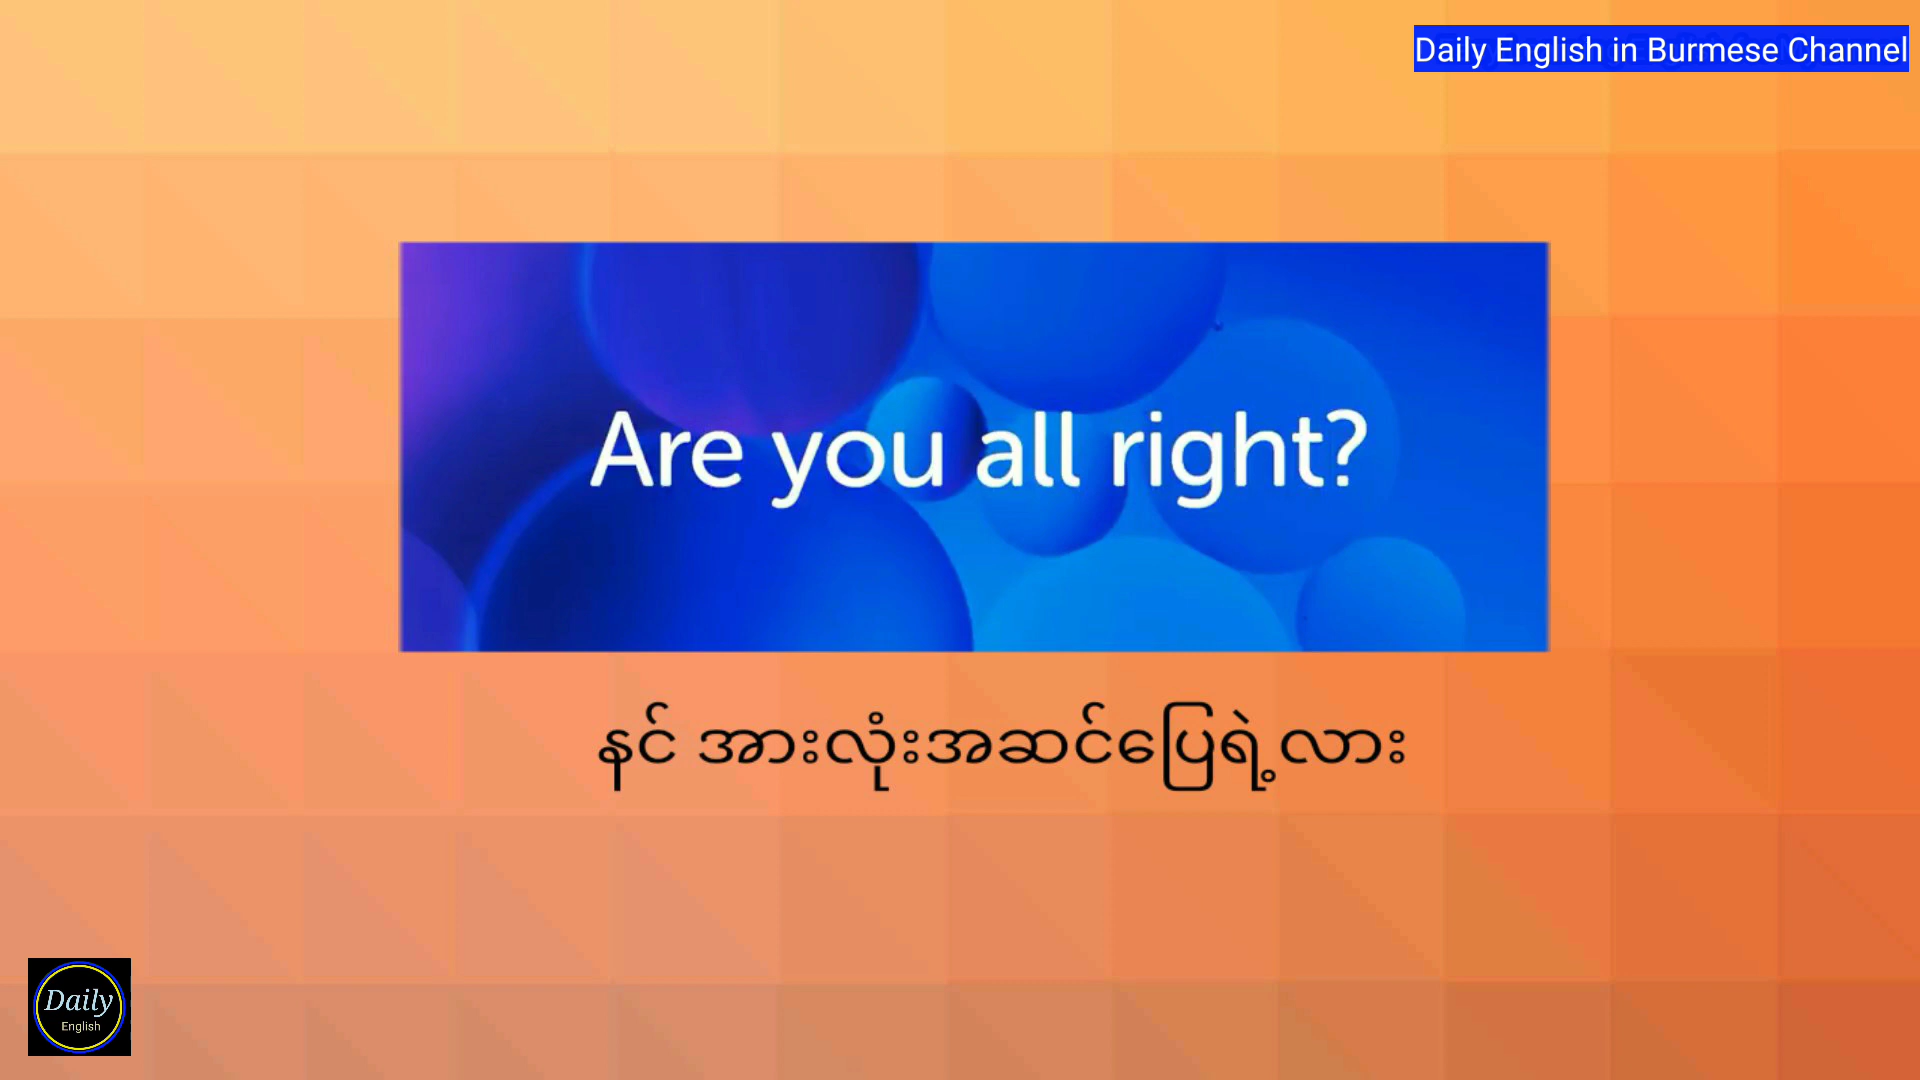 Daily English in Burmese Channel
Are you all right?
နင် အားလုံးအဆင်ပြေရဲ့လား
Daily
English